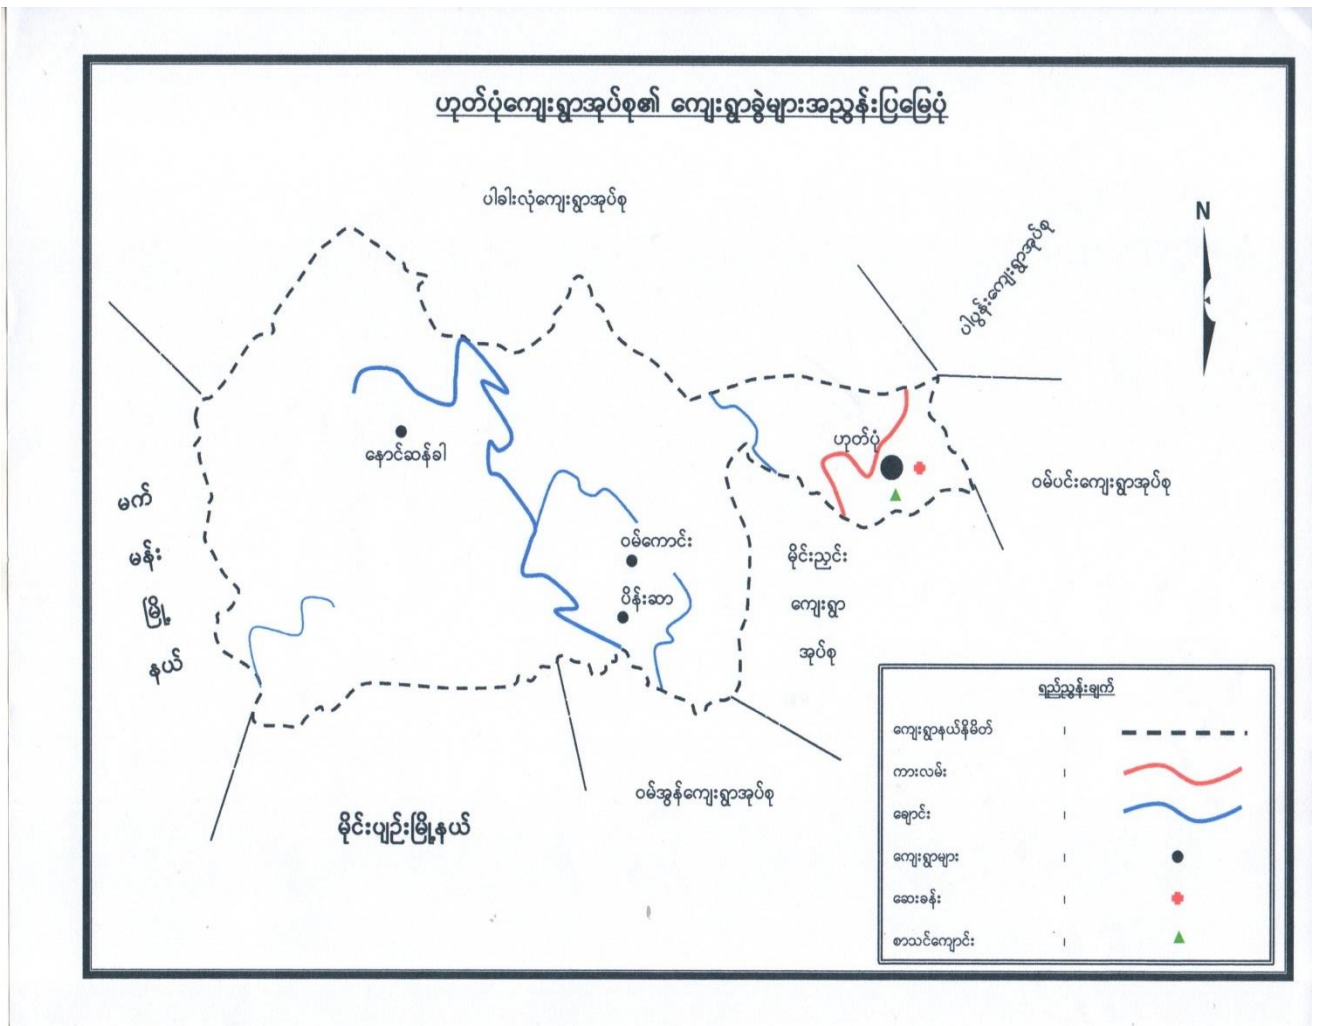 ဟုတ်ပုံကျေးရွာအုပ်စု၏ ကျေးရွာခွဲများအညွှန်းပြမြေပုံ
ပါခါးလုံကျေးရွာအုပ်စု
N
ပါပွန်းကျေးရွာအုပ်စု
ဟုတ်ပုံ
နောင်ဆန်ခါ
ဝမ်ပင်းကျေးရွာအုပ်စု
မက်
မန်း
မြို့
နယ်
ဝမ်ကောင်း
ပိန်းဆာ
မိုင်းညှင်း
ကျေးရွာ
အုပ်စု
ဝမ်အွန်ကျေးရွာအုပ်စု
မိုင်းပျဉ်းမြို့နယ်
ရည်ညွှန်းချက်
ကျေးရွာနယ်နိမိတ်
ကားလမ်း
ချောင်း
ကျေးရွာများ
ဆေးခန်း
စာသင်ကျောင်း